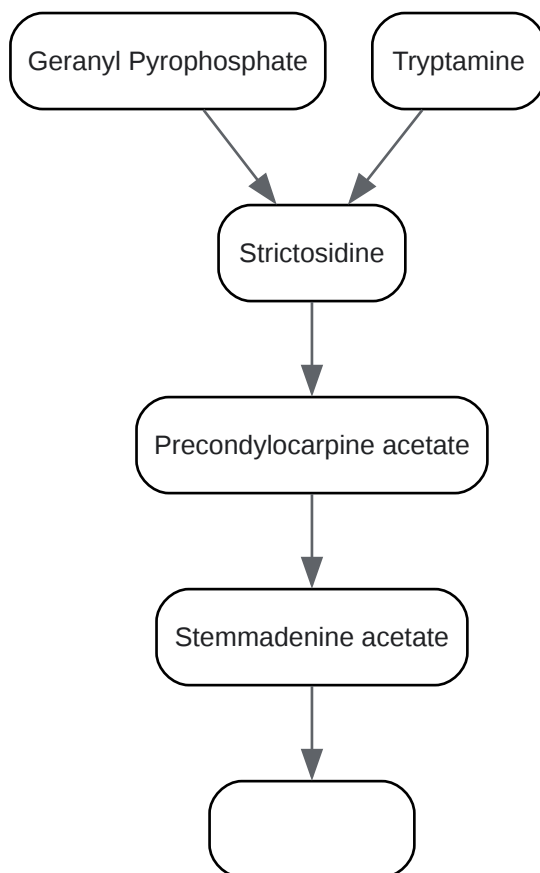 Geranyl Pyrophosphate
Tryptamine
Strictosidine
Precondylocarpine acetate
Stemmadenine acetate